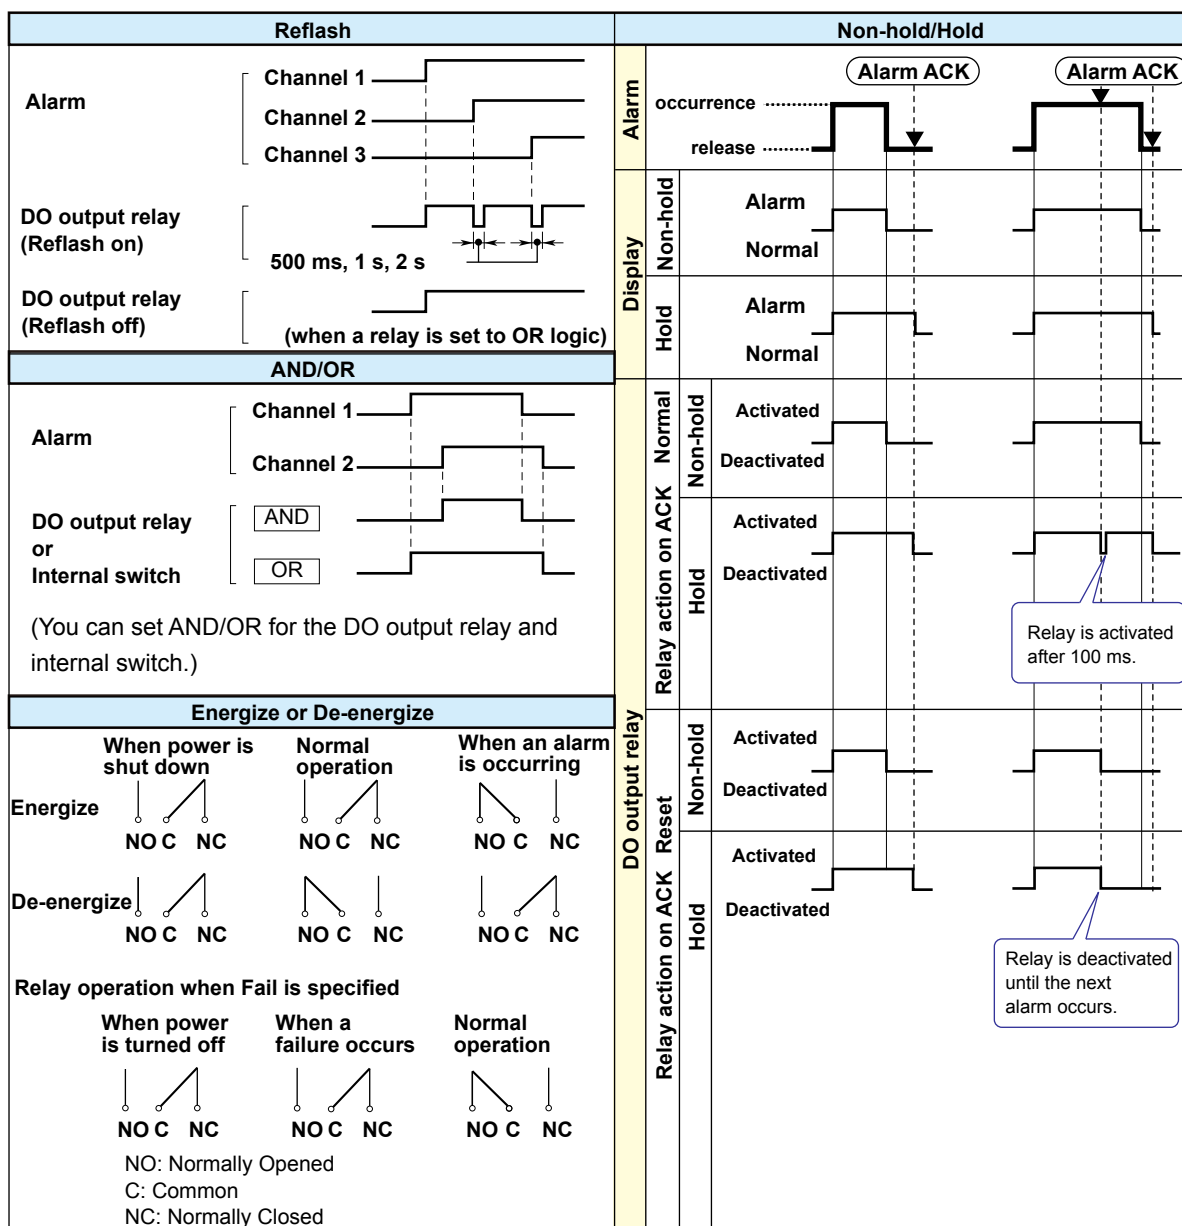 Reflash
Alarm
Channel 1
Channel 2
Channel 3
DO output relay
(Reflash on)
500 ms, 1 s, 2 s
DO output relay
(Reflash off)
(when a relay is set to OR logic)
AND/OR
Alarm
Channel 1
Channel 2
DO output relay
or
Internal switch
AND
OR
(You can set AND/OR for the DO output relay and
internal switch.)
Energize or De-energize
When power is
shut down
Normal
operation
When an alarm
is occurring
Energize
NO C NC
NO C NC
NO C NC
De-energize
NO C NC
NO C NC
NO C NC
Relay operation when Fail is specified
When power
is turned off
When a
failure occurs
Normal
operation
NO C NC
NO C NC
NO C NC
NO: Normally Opened
C: Common
NC: Normally Closed
Non-hold/Hold
Alarm
Alarm ACK
Alarm ACK
occurrence
release
Display
Non-hold
Alarm
Normal
Hold
Alarm
Normal
DO output relay
Relay action on ACK Normal
Non-hold
Activated
Deactivated
Hold
Activated
Deactivated
Relay is activated
after 100 ms.
Relay action on ACK Reset
Non-hold
Activated
Deactivated
Hold
Activated
Deactivated
Relay is deactivated
until the next
alarm occurs.